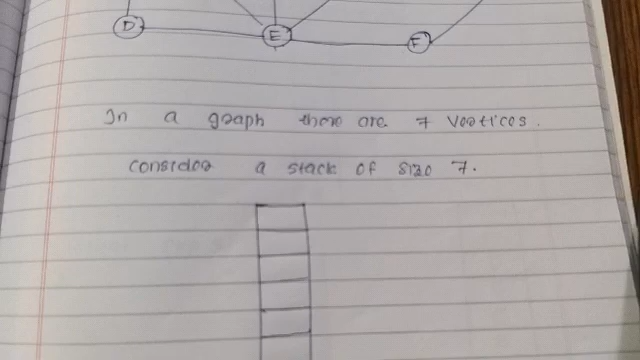 D E F
In a graph there are 7 vertices.
consider a stack of size 7.